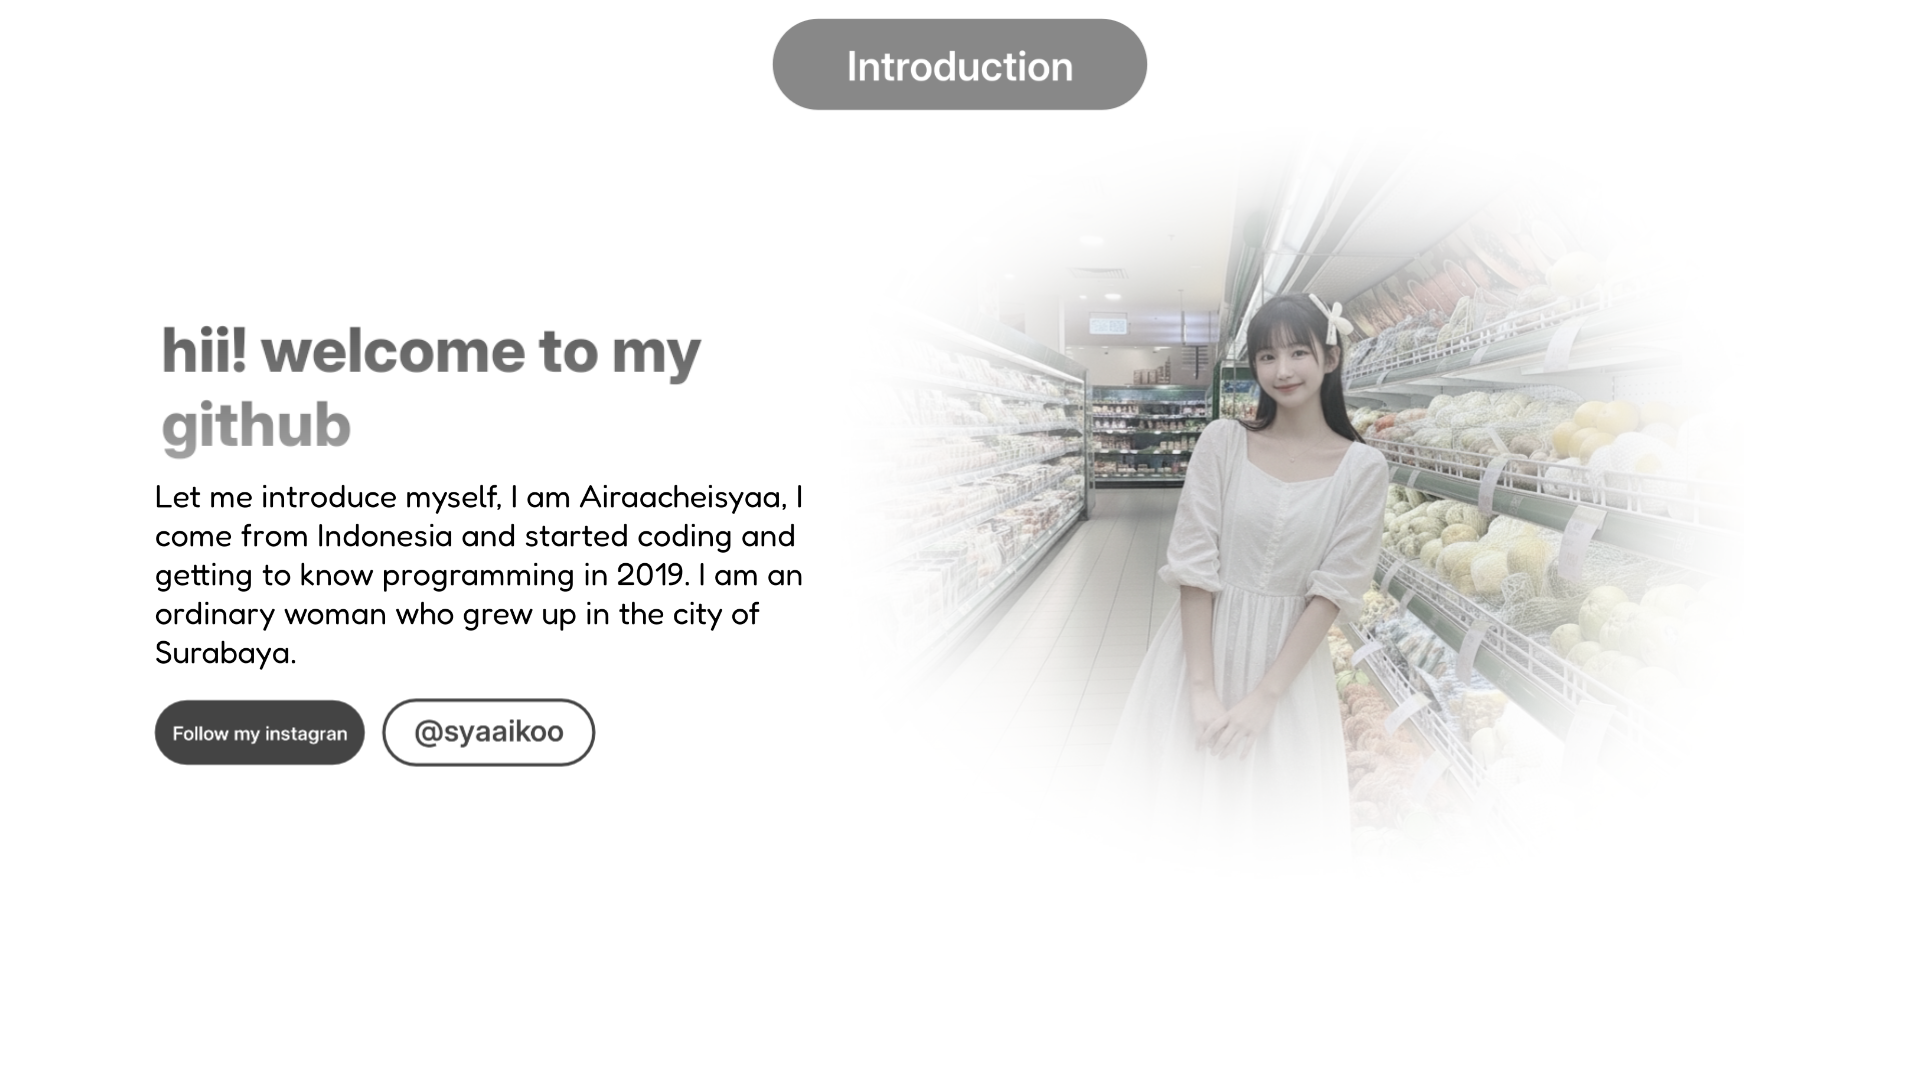 Introduction
hii! welcome to my
github
Let me introduce myself, I am Airaacheisyaa, I
come from Indonesia and started coding and
getting to know programming in 2019. I am an
ordinary woman who grew up in the city of
Surabaya.
Follow my instagran
@syaaikoo